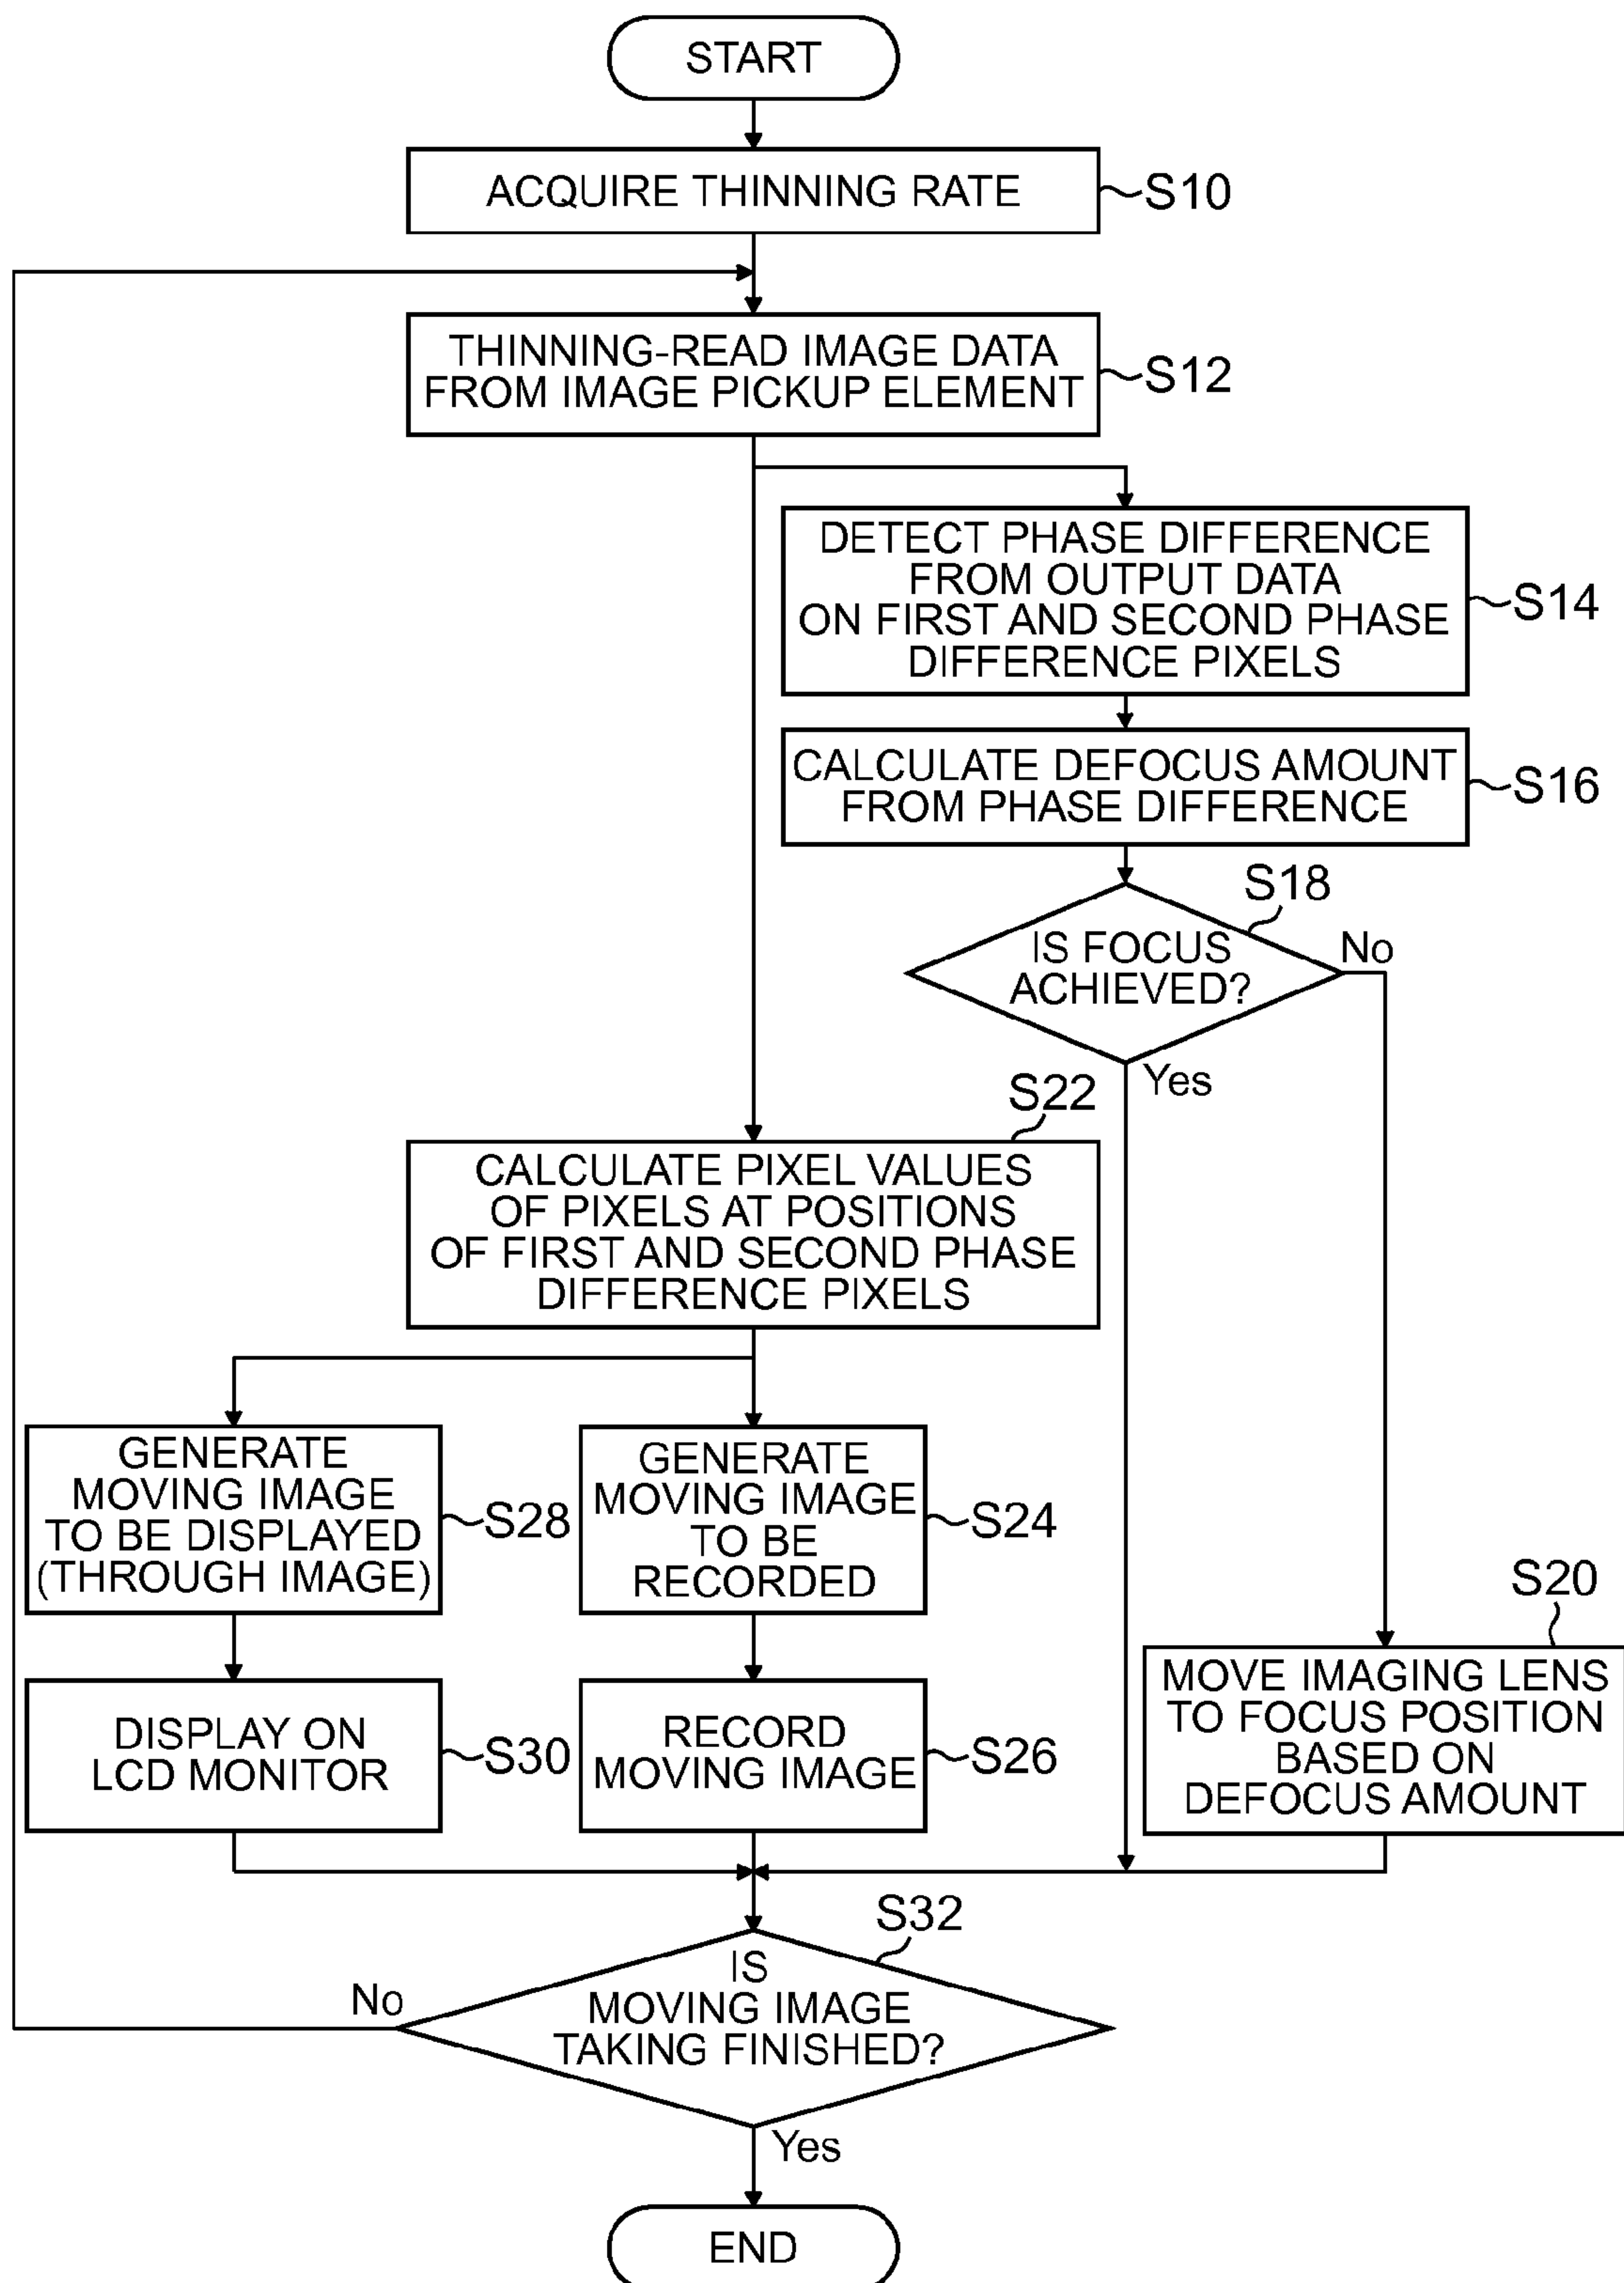 START
ACQUIRE THINNING RATE
S10
THINNING-READ IMAGE DATA
FROM IMAGE PICKUP ELEMENT
S12
DETECT PHASE DIFFERENCE
FROM OUTPUT DATA
ON FIRST AND SECOND PHASE
DIFFERENCE PIXELS
S14
CALCULATE DEFOCUS AMOUNT
FROM PHASE DIFFERENCE
S16
S18
IS FOCUS
ACHIEVED?
No
Yes
S22
CALCULATE PIXEL VALUES
OF PIXELS AT POSITIONS
OF FIRST AND SECOND PHASE
DIFFERENCE PIXELS
GENERATE
MOVING IMAGE
TO BE DISPLAYED
(THROUGH IMAGE)
S28
GENERATE
MOVING IMAGE
TO BE
RECORDED
S24
S20
MOVE IMAGING LENS
TO FOCUS POSITION
BASED ON
DEFOCUS AMOUNT
DISPLAY ON
LCD MONITOR
S30
RECORD
MOVING IMAGE
S26
S32
IS
MOVING IMAGE
TAKING FINISHED?
No
Yes
END